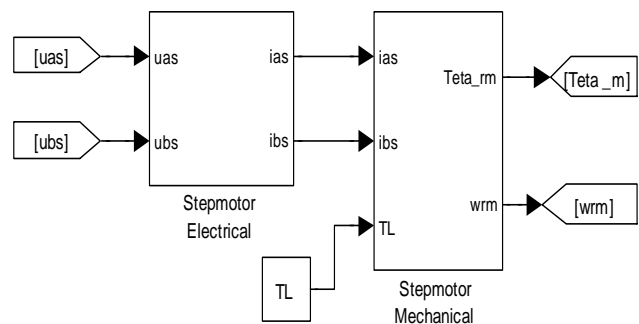 [uas]
[ubs]
uas
ubs
ias
ibs
Stepmotor
Electrical
ias
ibs
TL
Teta_rm
wrm
Stepmotor
Mechanical
TL
[Teta _m]
[wrm]